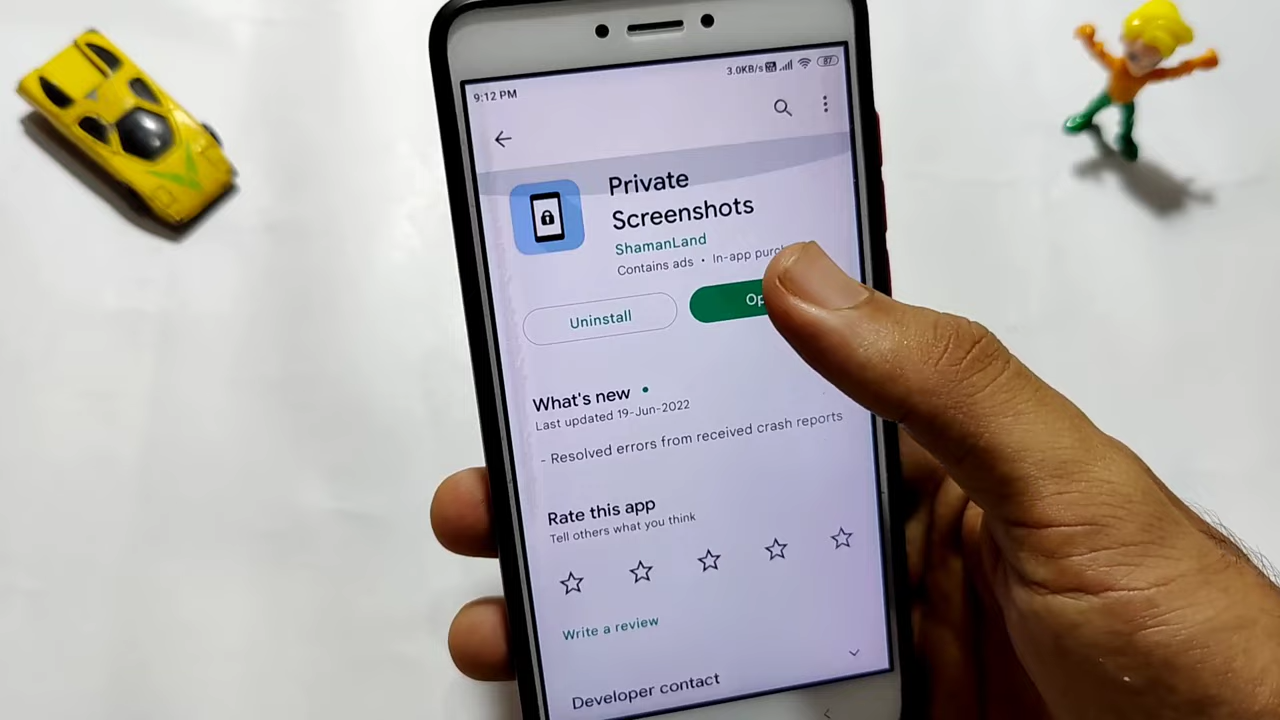 9:12 PM
3.0KB/s
87
Private
Screenshots
ShamanLand
Contains ads • In-app
Uninstall
What's new
Last updated 19-Jun-2022
- Resolved errors from received crash reports
Rate this app
Tell others what you think
Write a review
Developer contact